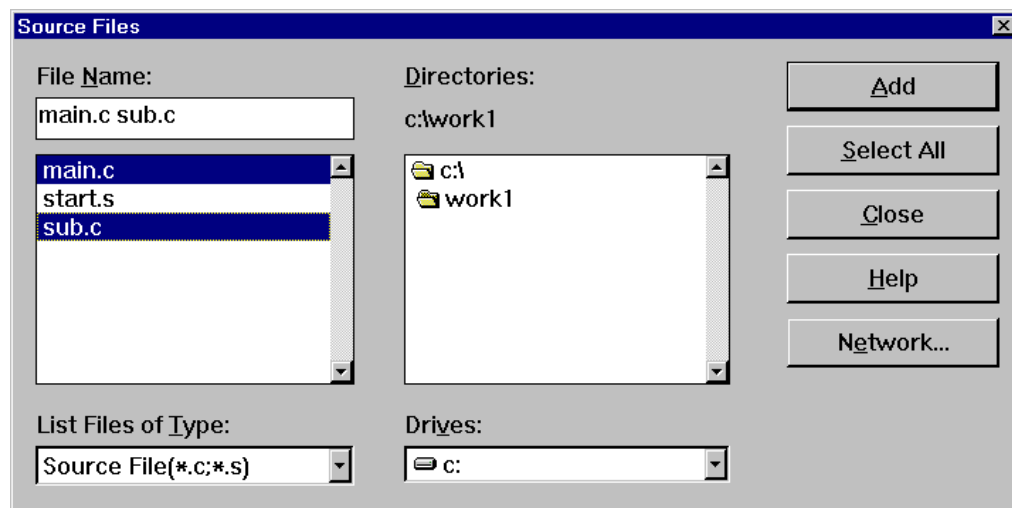 Source Files
File Name:
main.c sub.c
main.c
start.s
sub.c
List Files of Type:
Source File(*.c;*.s)
Directories:
c:\work1
c:\
work1
Drives:
c:
Add
Select All
Close
Help
Network...